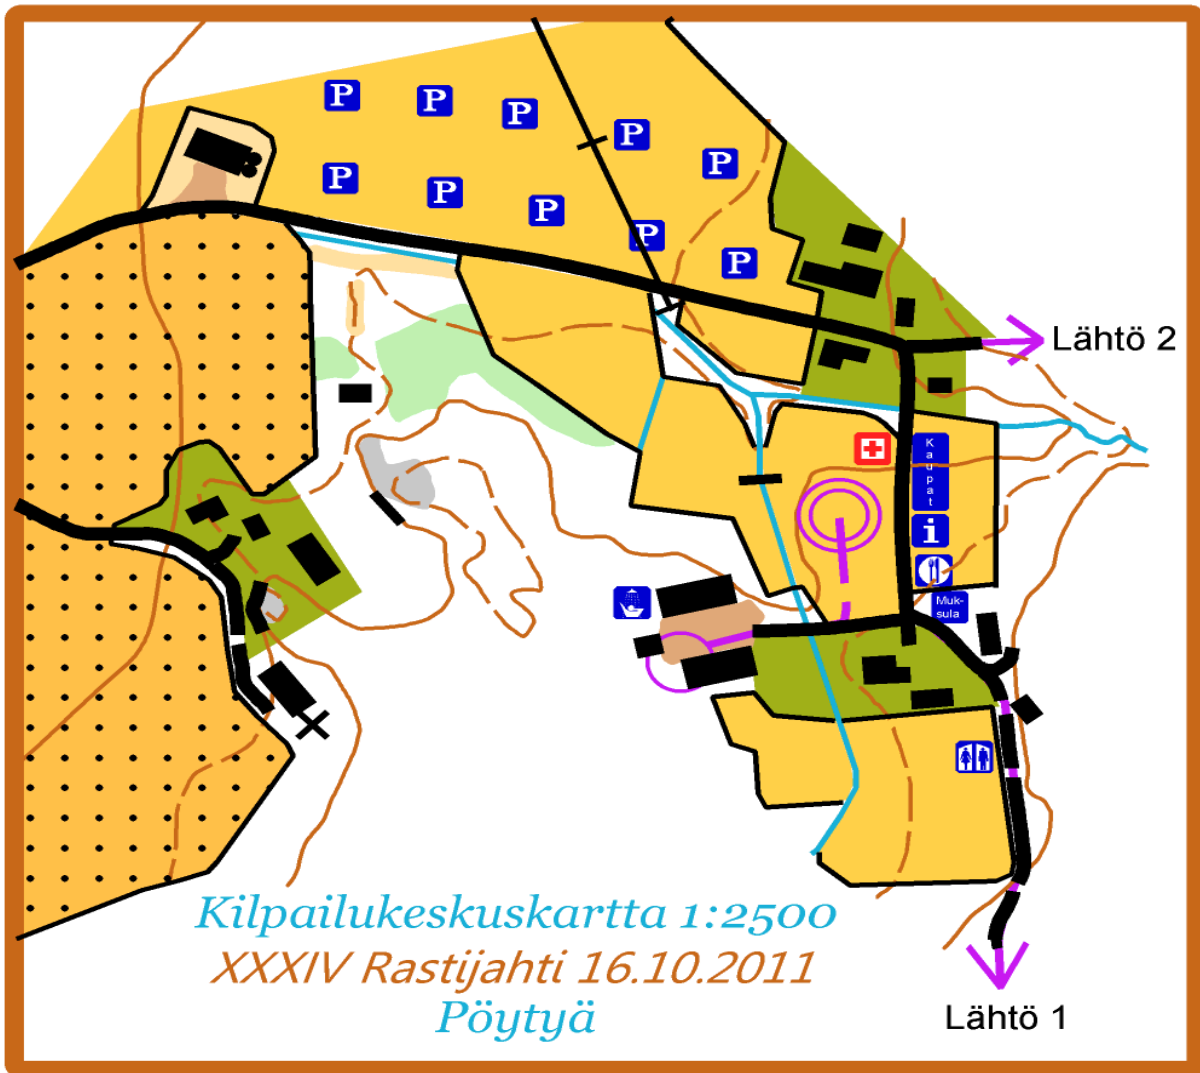 P
P
P
P
P
P
P
P
P
P
Lähtö 2
Kaupat
i
Muk-
sula
Kilpailukeskuskartta 1:2500
XXXIV Rastijahti 16.10.2011
Pöytyä
Lähtö 1